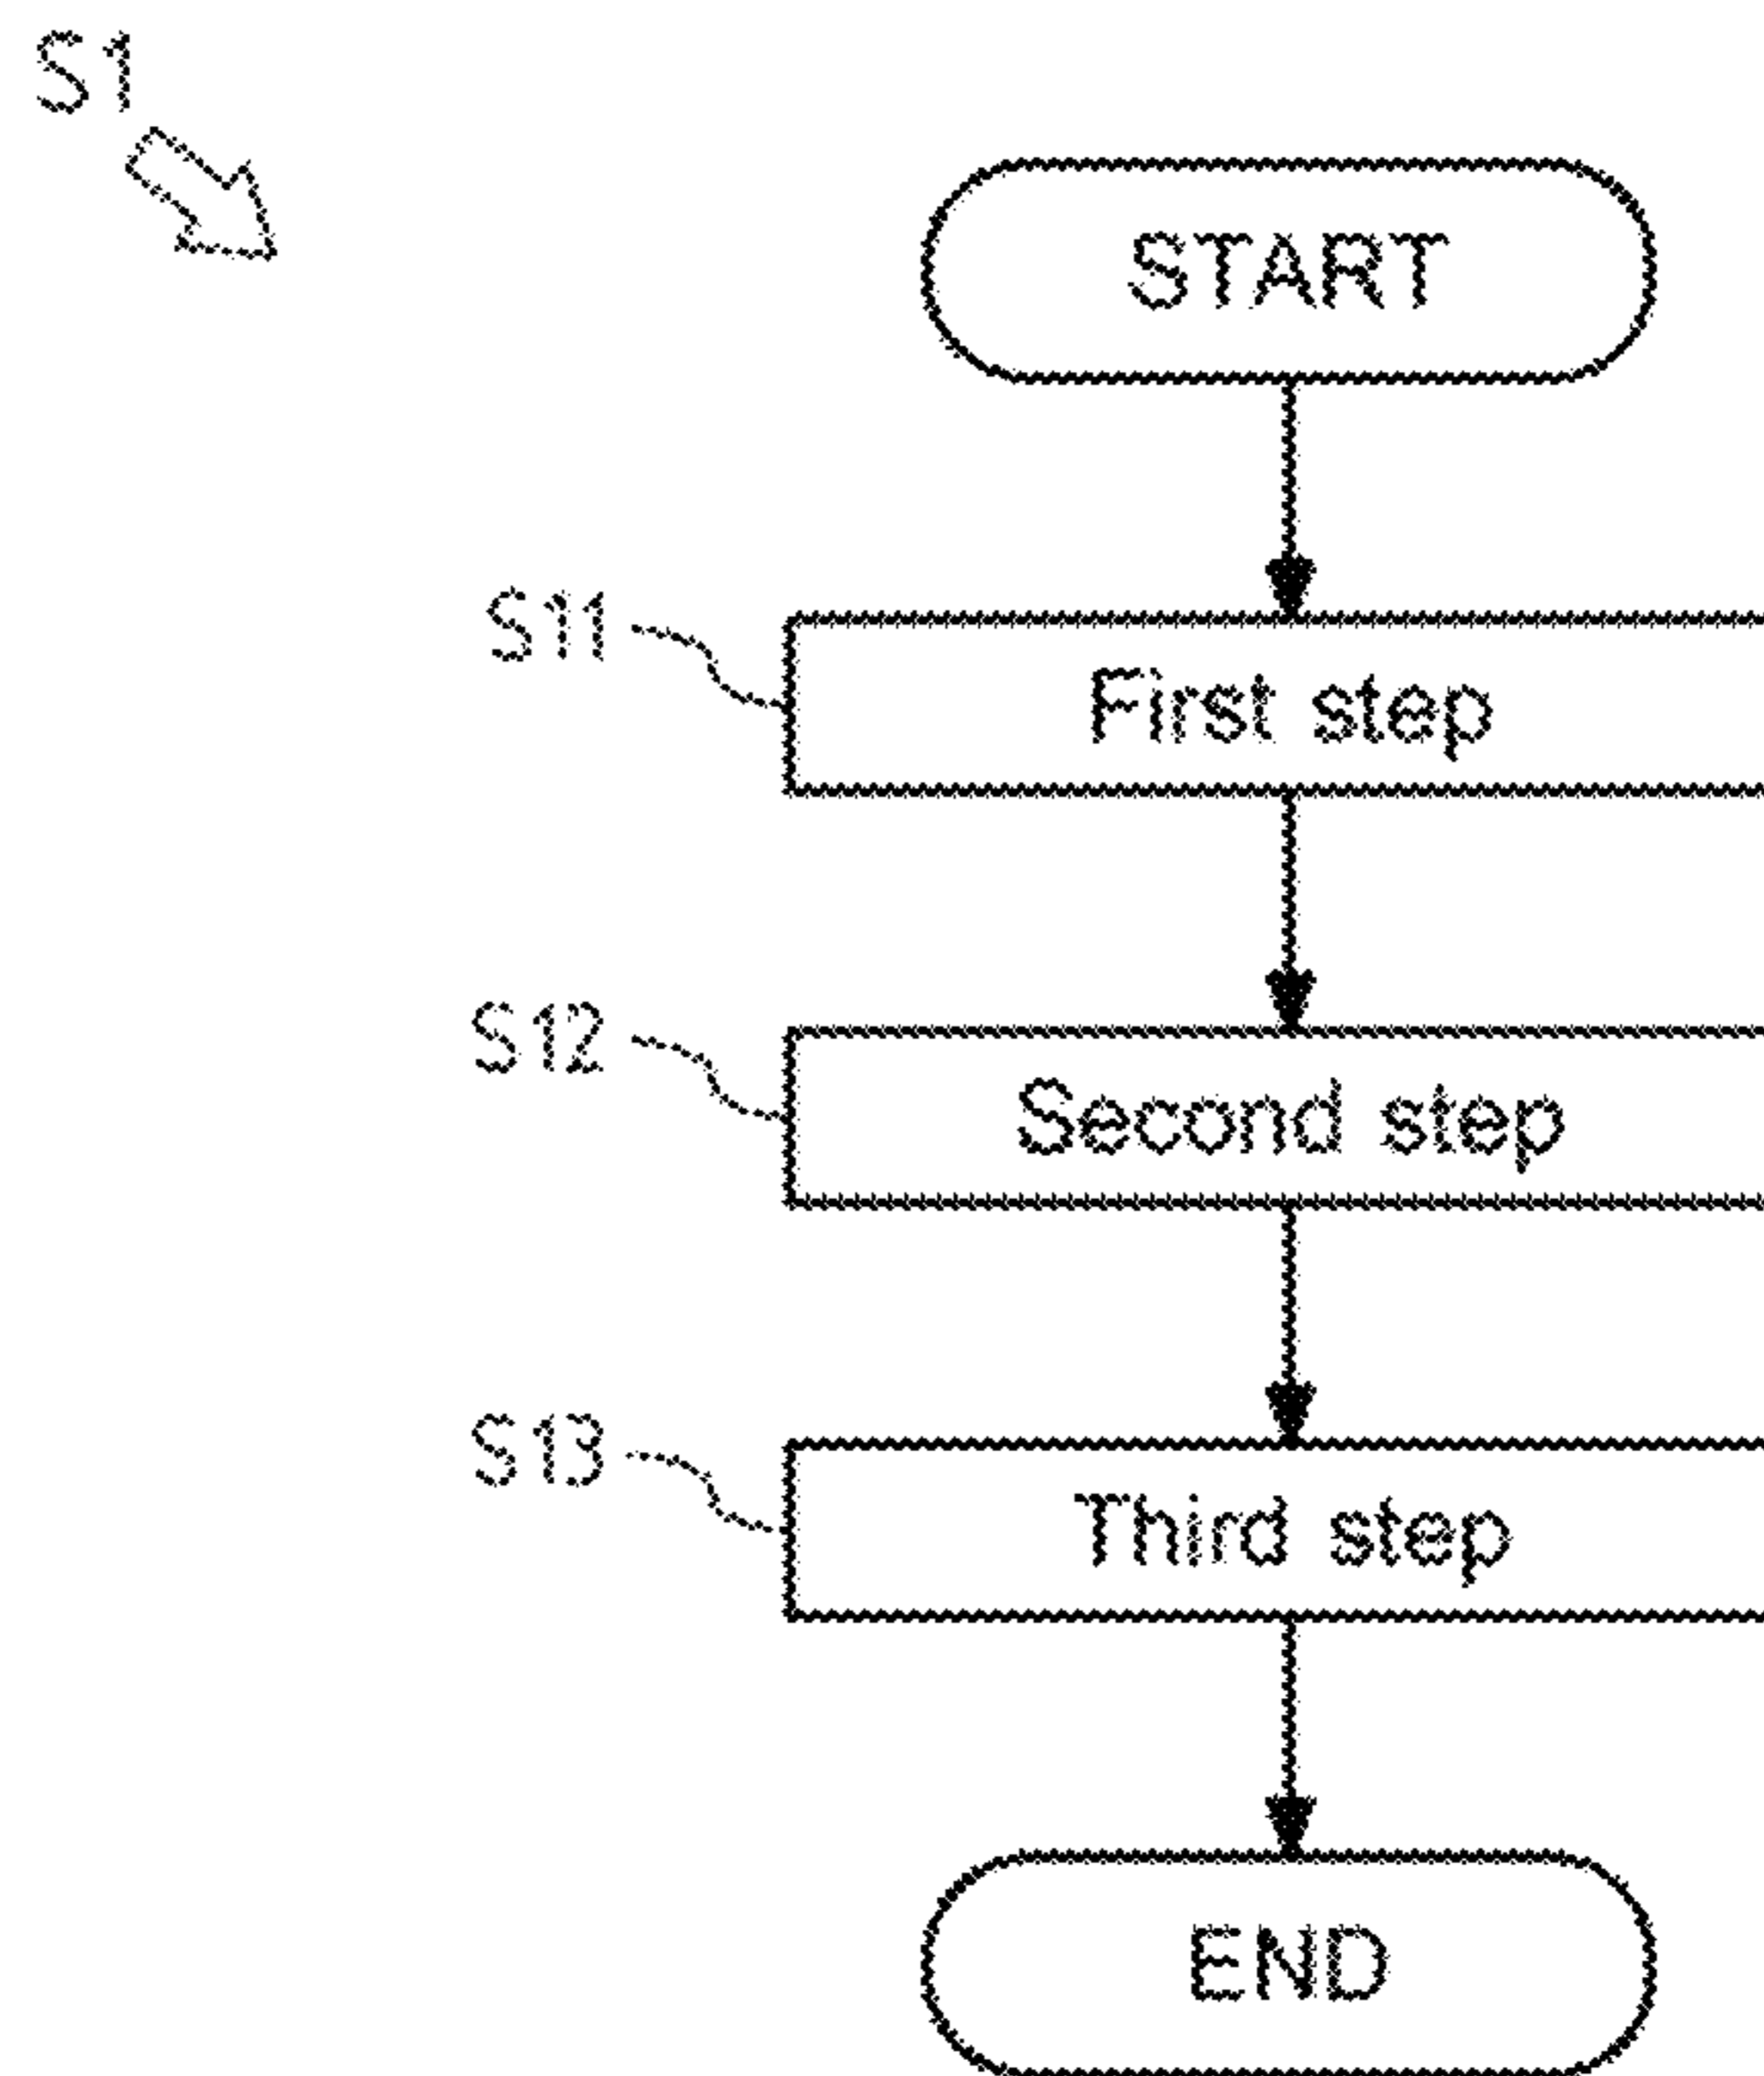 S1
START
S11
First step
S12
Second step
S13
Third step
END